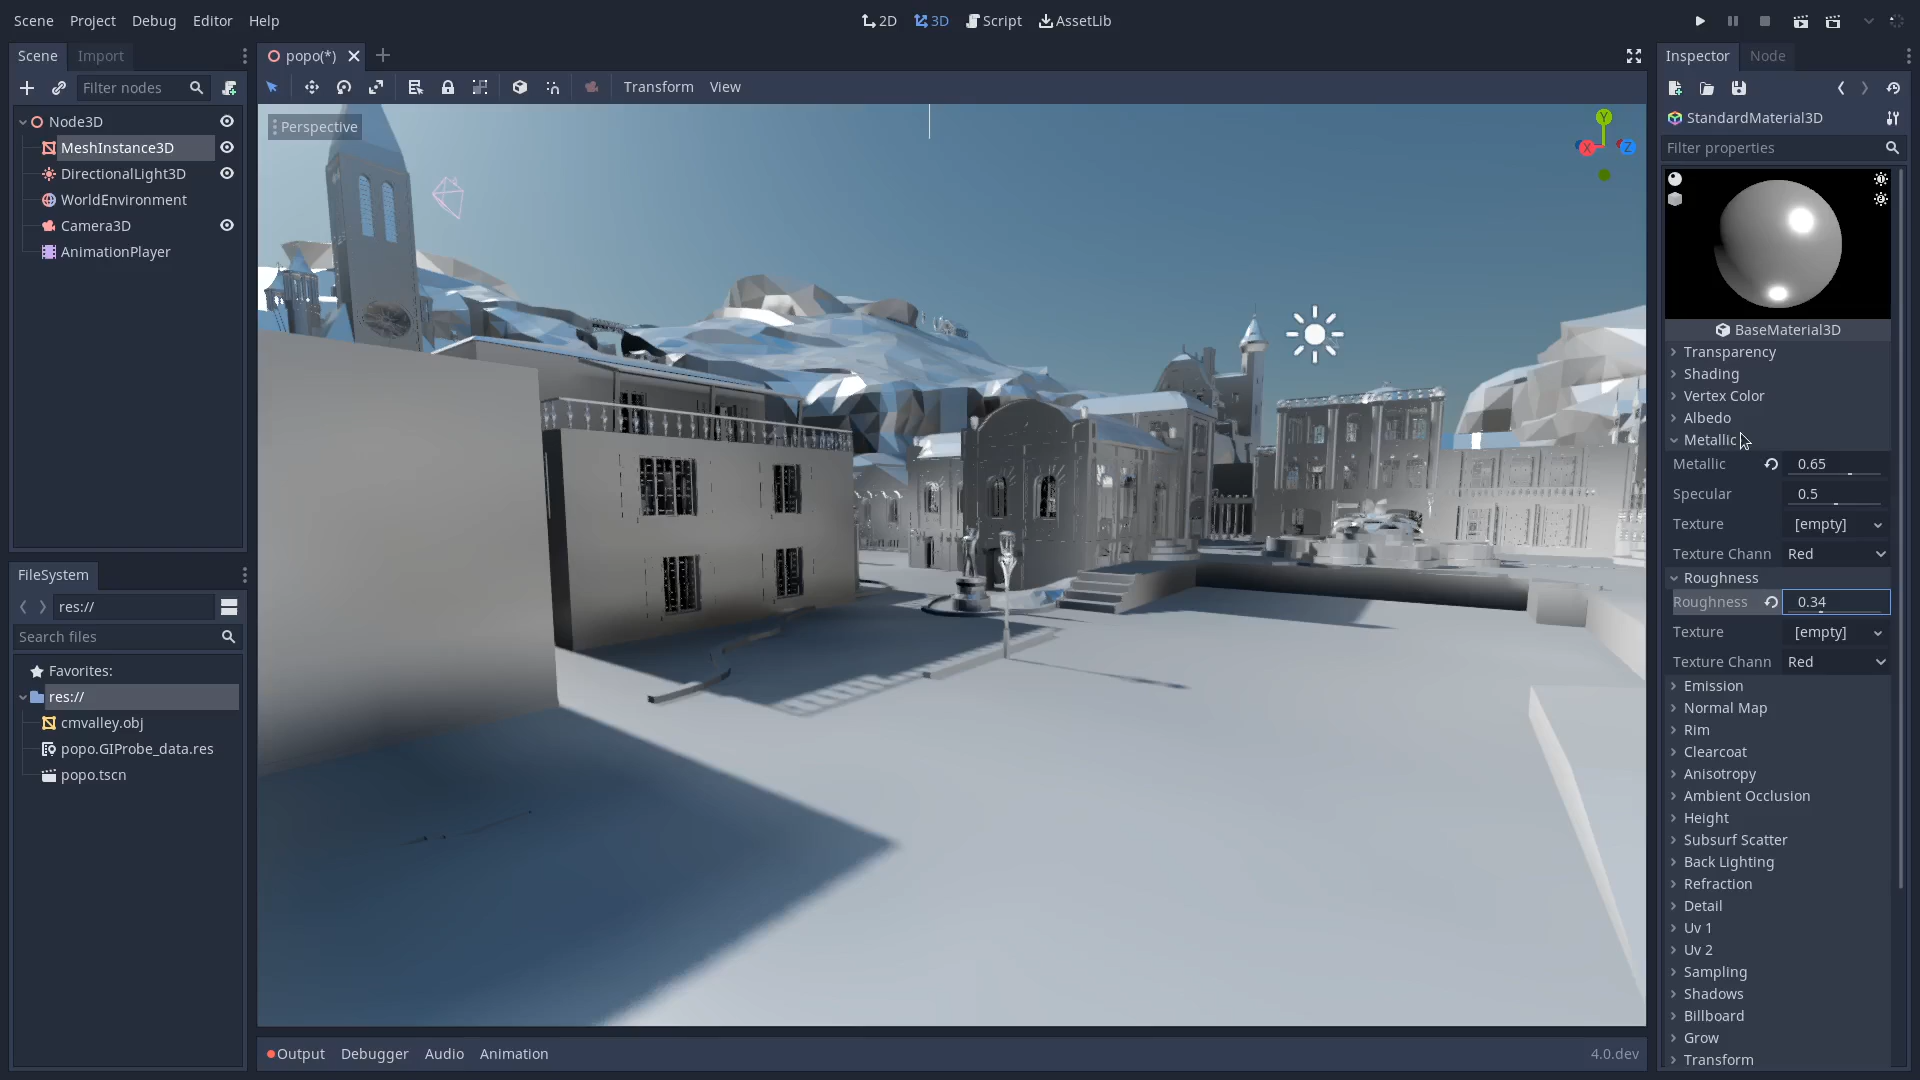 Scene Project Debug Editor Help
2D 3D Script AssetLib
Scene Import
Filter nodes
Node3D
MeshInstance3D
DirectionalLight3D
WorldEnvironment
Camera3D
AnimationPlayer
FileSystem
res://
Search files
Favorites:
res://
cmvalley.obj
popo.GIProbe_data.res
popo.tscn
popo(*)
Transform View
Perspective
Y
X
Z
Output Debugger Audio Animation
4.0.dev
Inspector Node
StandardMaterial3D
Filter properties
BaseMaterial3D
Transparency
Shading
Vertex Color
Albedo
Metallic
Metallic 0.65
Specular 0.5
Texture [empty]
Texture Chann Red
Roughness
Roughness 0.34
Texture [empty]
Texture Chann Red
Emission
Normal Map
Rim
Clearcoat
Anisotropy
Ambient Occlusion
Height
Subsurf Scatter
Back Lighting
Refraction
Detail
Uv 1
Uv 2
Sampling
Shadows
Billboard
Grow
Transform